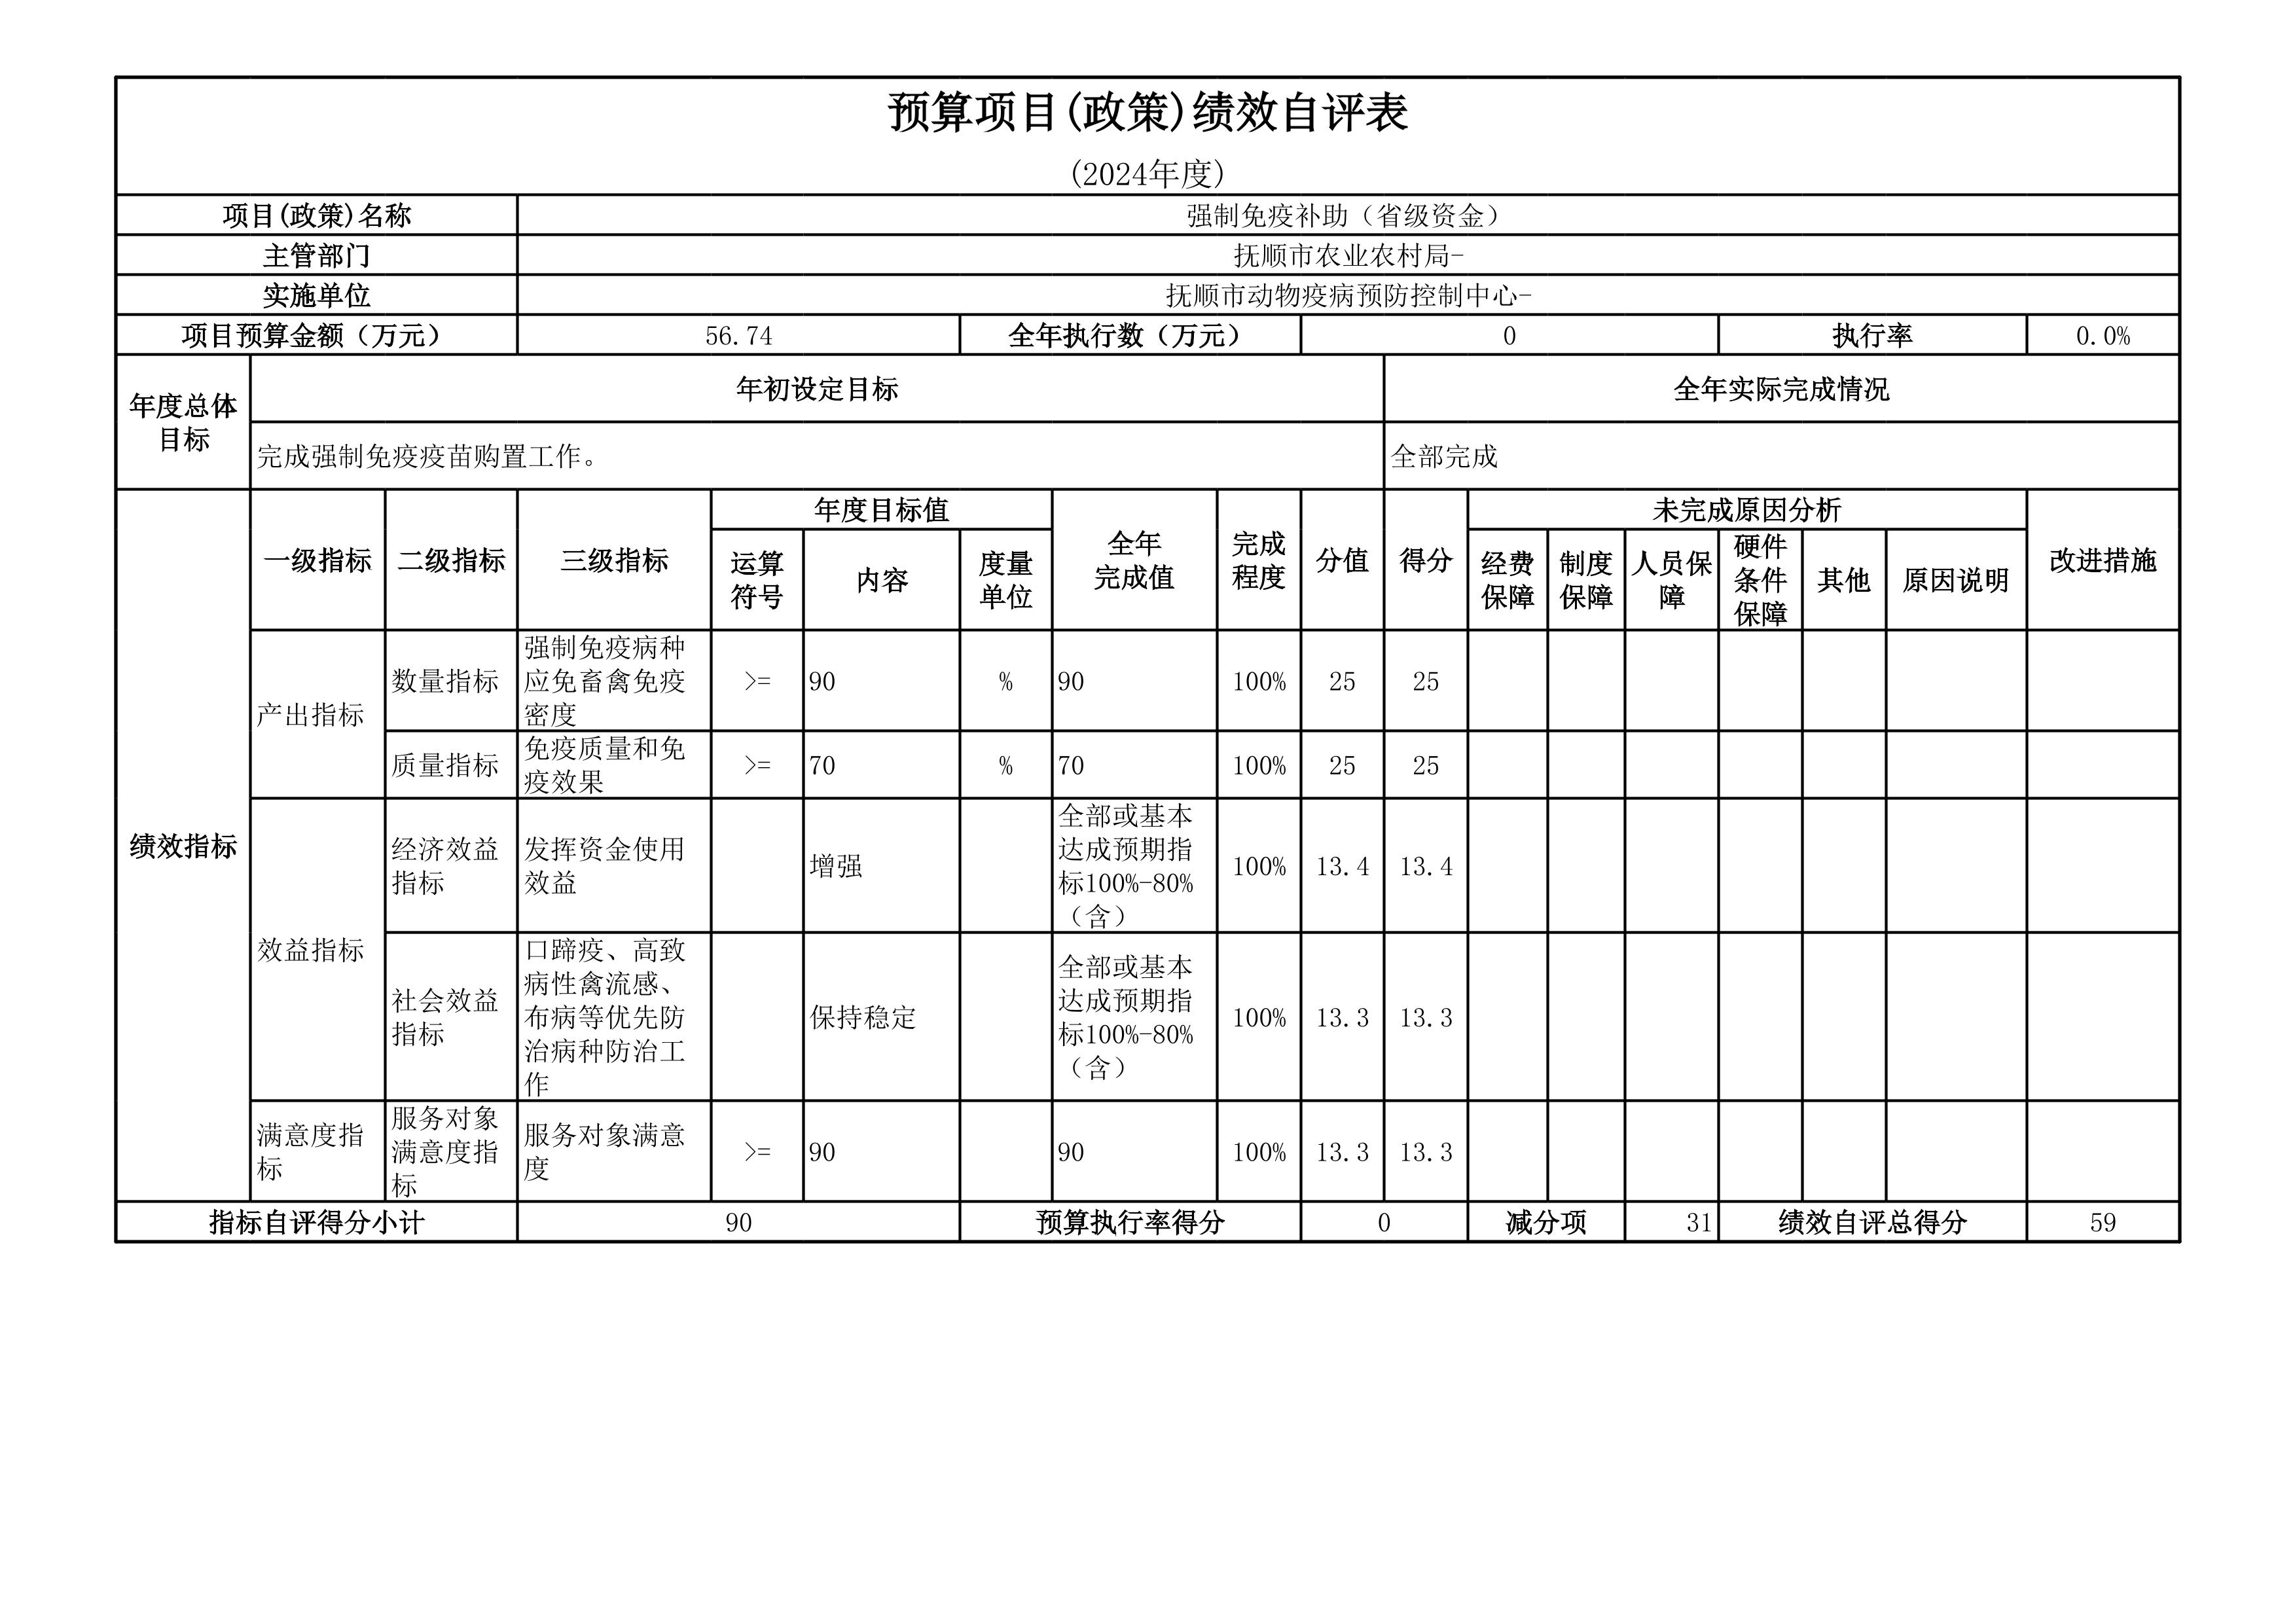 预算项目(政策)绩效自评表
(2024年度)
项目(政策)名称 强制免疫补助（省级资金）
主管部门 抚顺市农业农村局-
实施单位 抚顺市动物疫病预防控制中心-
项目预算金额（万元） 56.74 全年执行数（万元） 0 执行率 0.0%
年度总体
目标
年初设定目标 全年实际完成情况
完成强制免疫疫苗购置工作。 全部完成
绩效指标
一级指标 二级指标 三级指标
年度目标值
运算
符号
内容
度量
单位
全年
完成值
完成
程度
分值 得分
未完成原因分析
经费
保障
制度
保障
人员保
障
硬件
条件
保障
其他 原因说明
改进措施
产出指标
数量指标
强制免疫病种
应免畜禽免疫
密度
>= 90 % 90 100% 25 25
质量指标
免疫质量和免
疫效果
>= 70 % 70 100% 25 25
效益指标
经济效益
指标
发挥资金使用
效益
增强
全部或基本
达成预期指
标100%-80%
（含）
100% 13.4 13.4
社会效益
指标
口蹄疫、高致
病性禽流感、
布病等优先防
治病种防治工
作
保持稳定
全部或基本
达成预期指
标100%-80%
（含）
100% 13.3 13.3
满意度指
标
服务对象
满意度指
标
服务对象满意
度
>= 90 90 100% 13.3 13.3
指标自评得分小计 90 预算执行率得分 0 减分项 31 绩效自评总得分 59